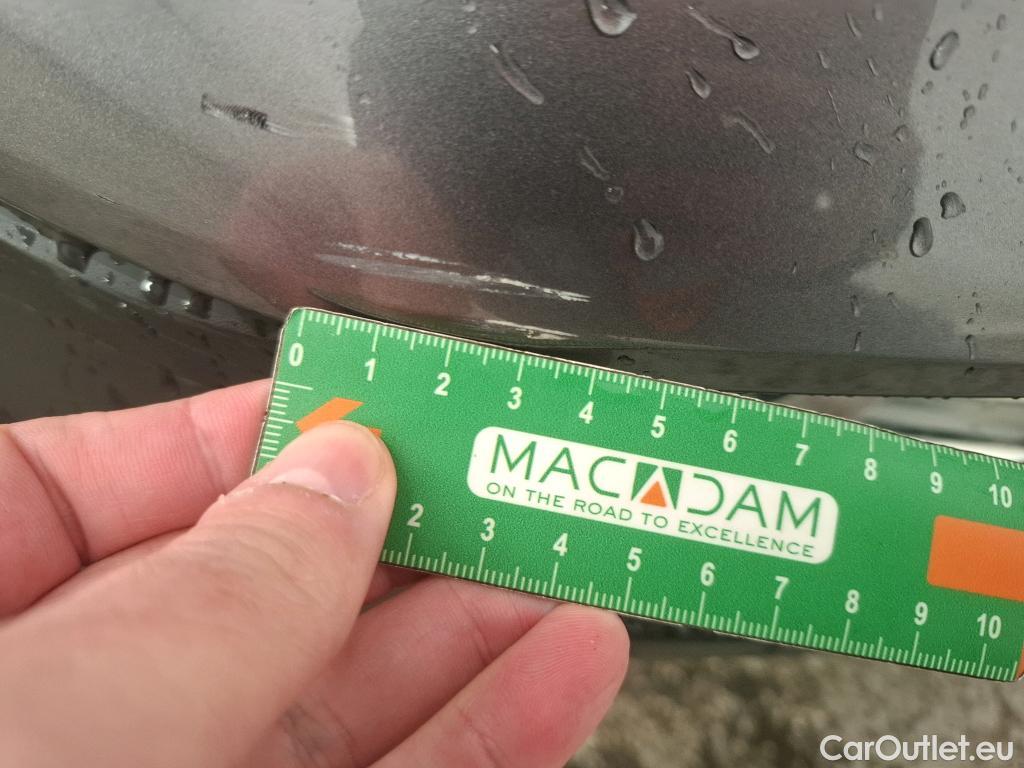 0 1 2 3 4 5 6 7 8 9 10
MACADAM
ON THE ROAD TO EXCELLENCE
2 3 4 5 6 7 8 9 10
CarOutlet.eu